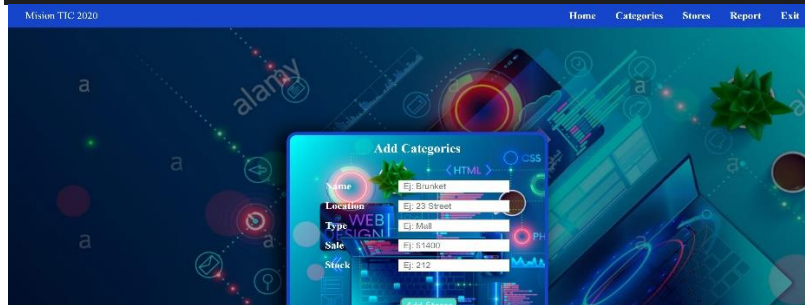 Mision TIC 2020 Home Categories Stores Report Exit
a
alamy
a
a
a
a
a
Add Categories
CSS
< HTML >
Name Ej: Brunket
Location Ej: 23 Street
WEB
Type Ej: Mall
DESIGN
PH
Sale Ej: $1400
Stock Ej: 212